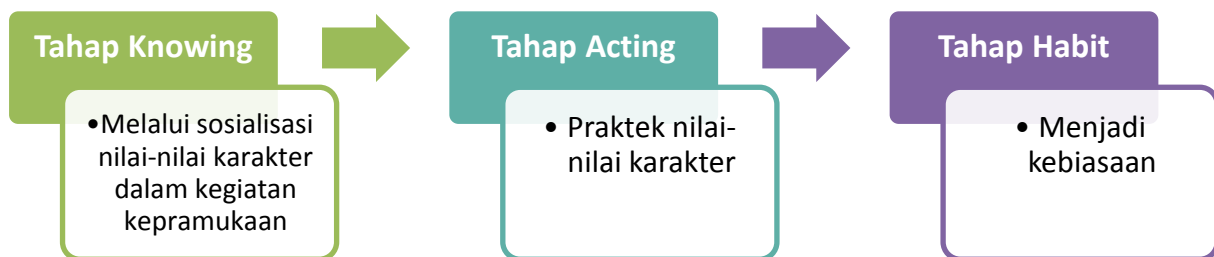 Tahap Knowing
•Melalui sosialisasi
nilai-nilai karakter
dalam kegiatan
kepramukaan
Tahap Acting
• Praktek nilai-
nilai karakter
Tahap Habit
• Menjadi
kebiasaan